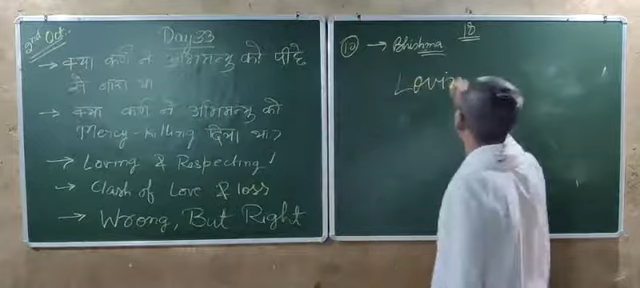 2nd Oct.
Day 33
→ क्या कर्ण ने अभिमन्यु को पीछे
से मारा था
→ क्या कर्ण ने अभिमन्यु को
Mercy-killing दिया था?
→ Loving & Respecting!
→ Clash of Love & loss
→ Wrong, But Right
18
10 → Bhishma
Lovin